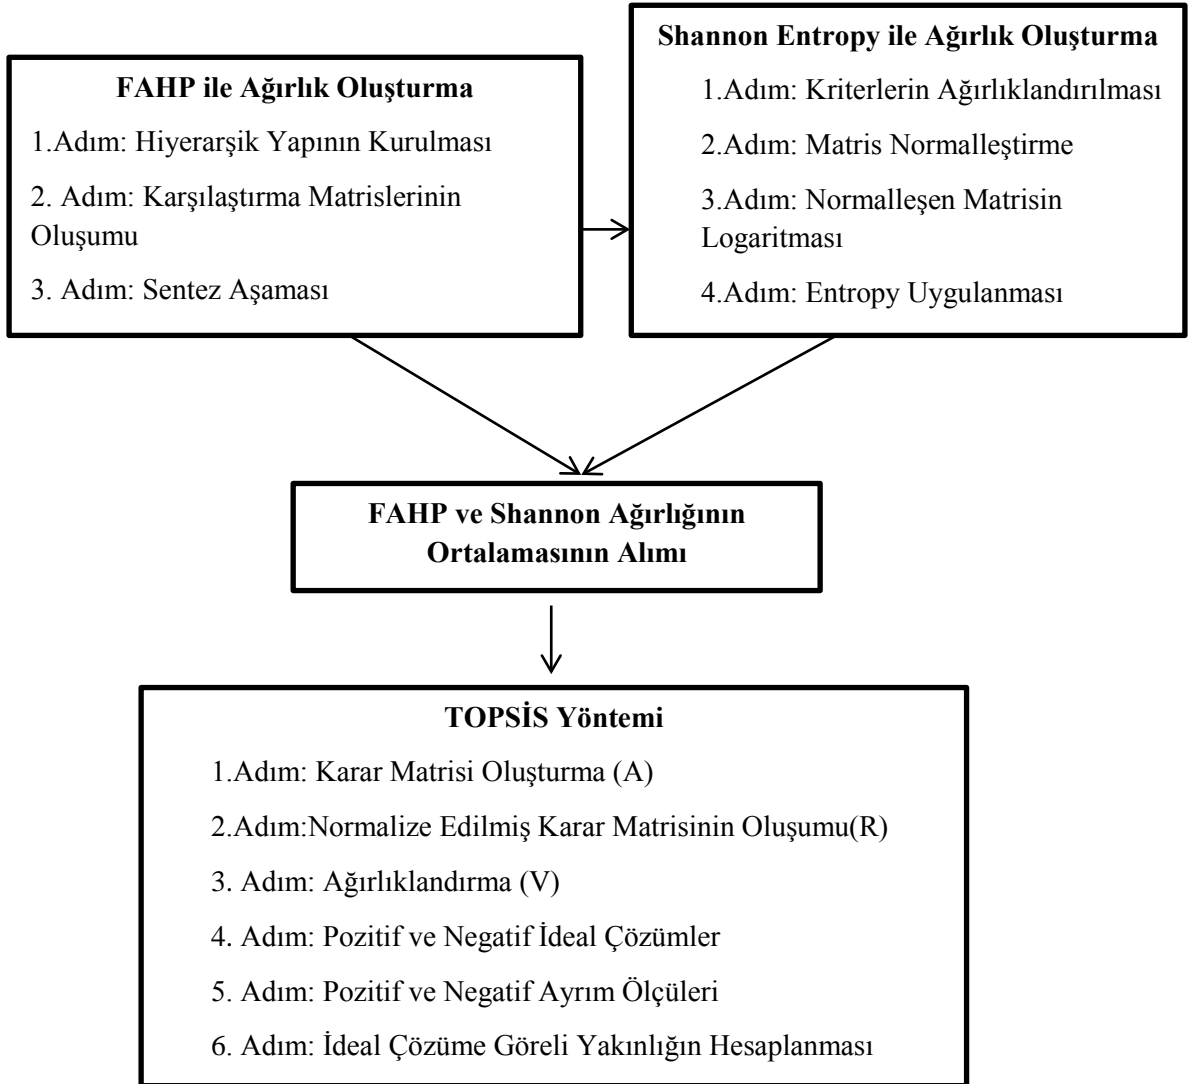 FAHP ile Ağırlık Oluşturma
1.Adım: Hiyerarşik Yapının Kurulması
2. Adım: Karşılaştırma Matrislerinin
Oluşumu
3. Adım: Sentez Aşaması
Shannon Entropy ile Ağırlık Oluşturma
1.Adım: Kriterlerin Ağırlıklandırılması
2.Adım: Matris Normalleştirme
3.Adım: Normalleşen Matrisin
Logaritması
4.Adım: Entropy Uygulanması
FAHP ve Shannon Ağırlığının
Ortalamasının Alımı
TOPSİS Yöntemi
1.Adım: Karar Matrisi Oluşturma (A)
2.Adım:Normalize Edilmiş Karar Matrisinin Oluşumu(R)
3. Adım: Ağırlıklandırma (V)
4. Adım: Pozitif ve Negatif İdeal Çözümler
5. Adım: Pozitif ve Negatif Ayrım Ölçüleri
6. Adım: İdeal Çözüme Göreli Yakınlığın Hesaplanması